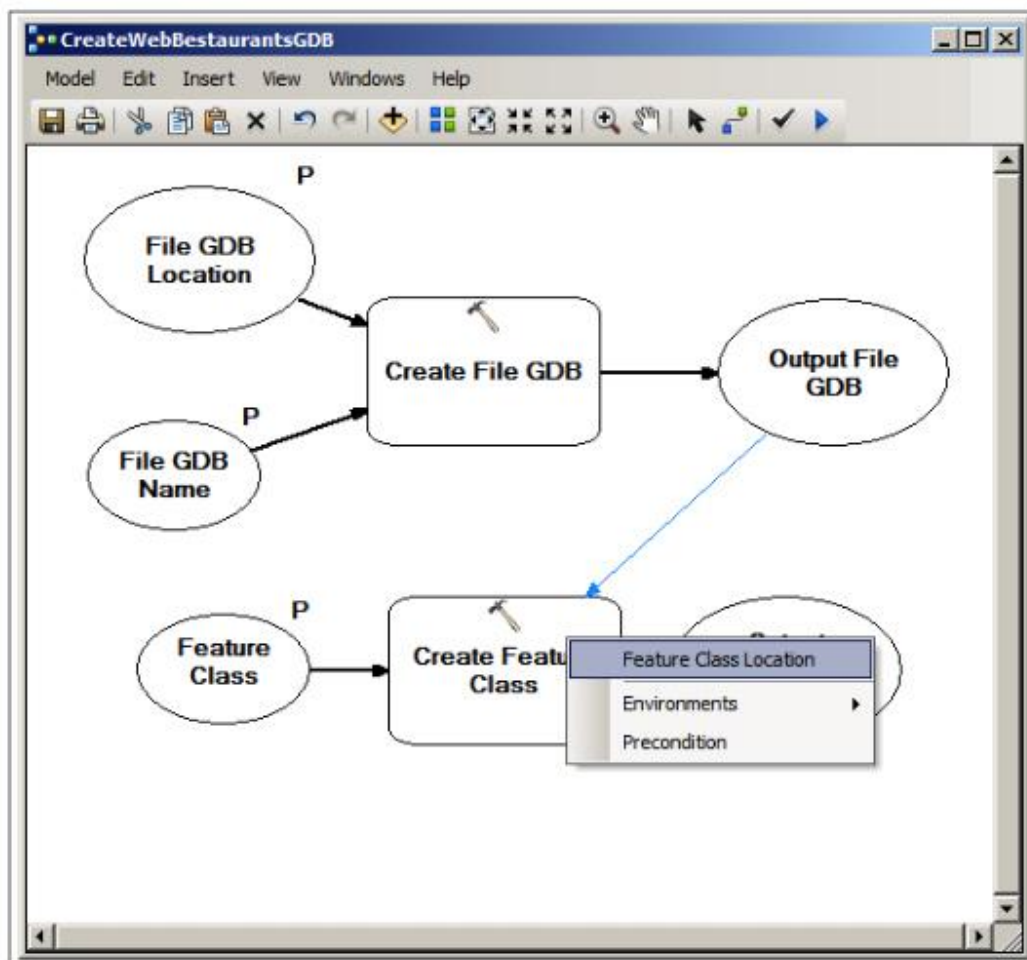 CreateWebBestaurantsGDB
Model Edit Insert View Windows Help
P
File GDB
Location
Create File GDB
Output File
GDB
P
File GDB
Name
P
Feature
Class
Create Featur
Class
Feature Class Location
Environments
Precondition